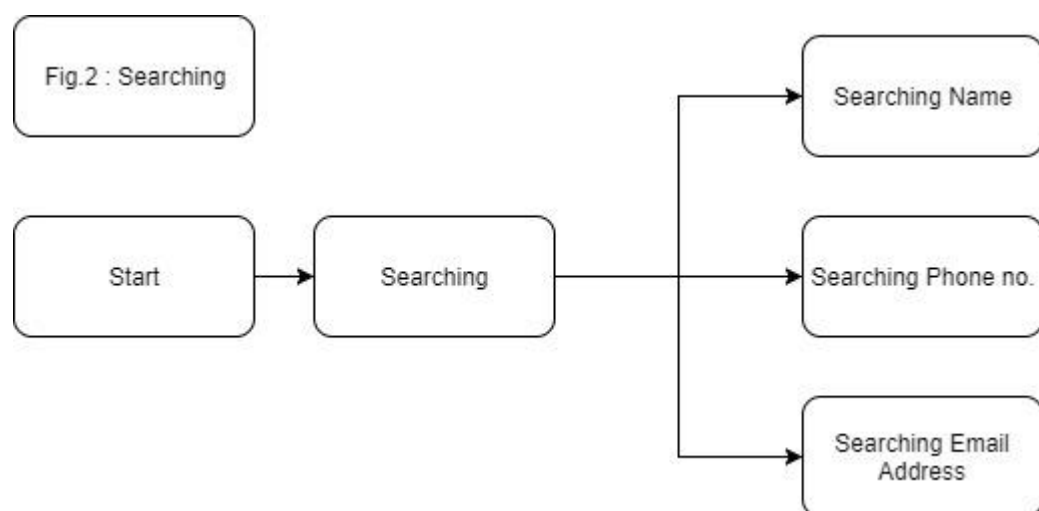 Fig.2 : Searching
Searching Name
Start
Searching
Searching Phone no.
Searching Email
Address